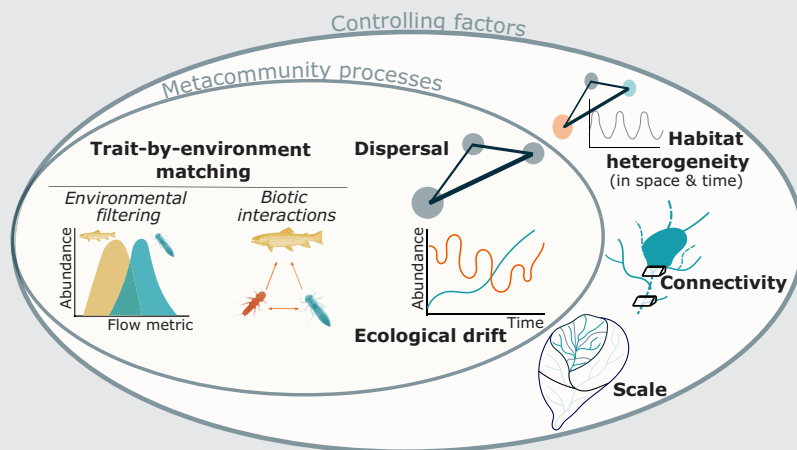 Controlling factors
Metacommunity processes
Trait-by-environment
matching
Environmental
filtering
Biotic
interactions
Abundance
Flow metric
Dispersal
Abundance
Time
Ecological drift
Habitat
heterogeneity
(in space & time)
Connectivity
Scale